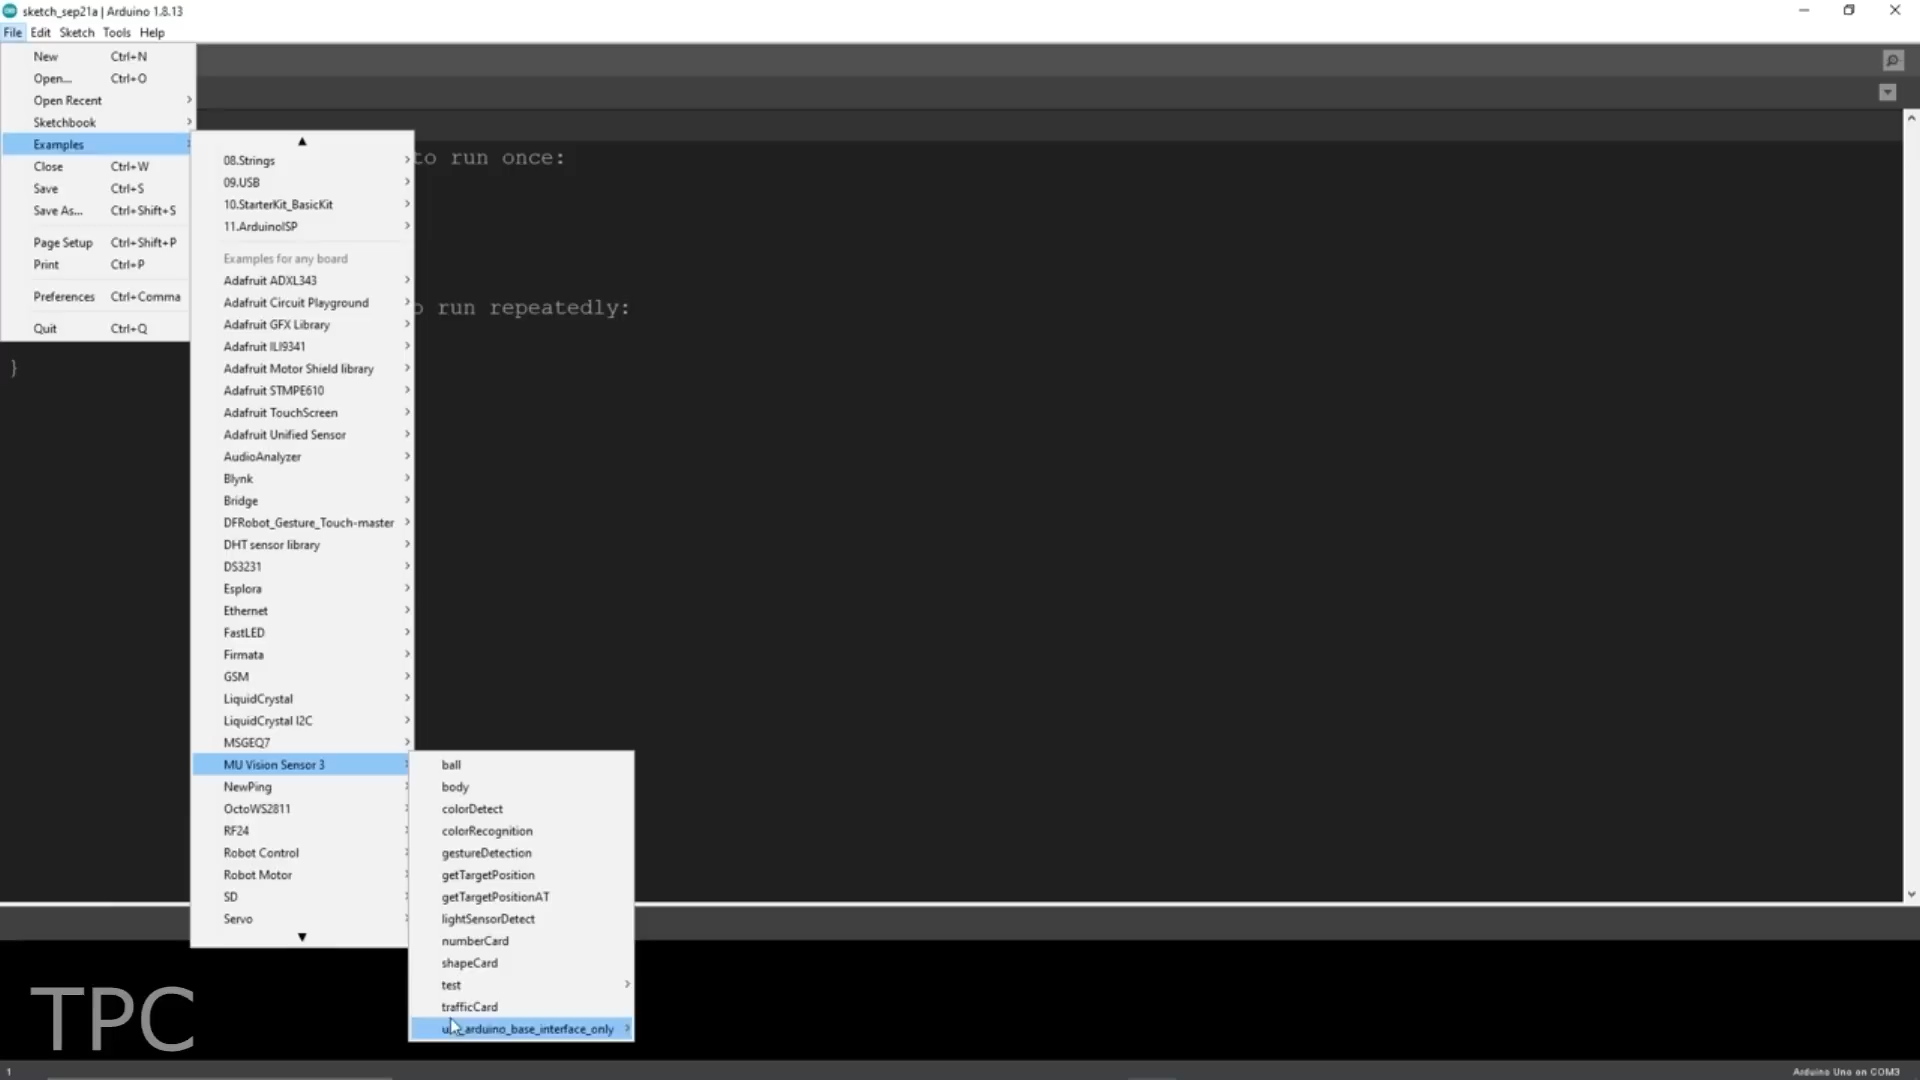 sketch_sep21a | Arduino 1.8.13
File Edit Sketch Tools Help
New Ctrl+N
Open... Ctrl+O
Open Recent
Sketchbook
Examples
Close Ctrl+W
Save Ctrl+S
Save As... Ctrl+Shift+S
Page Setup Ctrl+Shift+P
Print Ctrl+P
Preferences Ctrl+Comma
Quit Ctrl+Q
08.Strings
09.USB
10.StarterKit_BasicKit
11.ArduinoISP
Examples for any board
Adafruit ADXL343
Adafruit Circuit Playground
Adafruit GFX Library
Adafruit ILI9341
Adafruit Motor Shield library
Adafruit STMPE610
Adafruit TouchScreen
Adafruit Unified Sensor
AudioAnalyzer
Blynk
Bridge
DFRobot_Gesture_Touch-master
DHT sensor library
DS3231
Esplora
Ethernet
FastLED
Firmata
GSM
LiquidCrystal
LiquidCrystal I2C
MSGEQ7
MU Vision Sensor 3
NewPing
OctoWS2811
RF24
Robot Control
Robot Motor
SD
Servo
ball
body
colorDetect
colorRecognition
gestureDetection
getTargetPosition
getTargetPositionAT
lightSensorDetect
numberCard
shapeCard
test
trafficCard
arduino_base_interface_only
to run once:
run repeatedly:
}
TPC
1
Arduino Uno on COM3